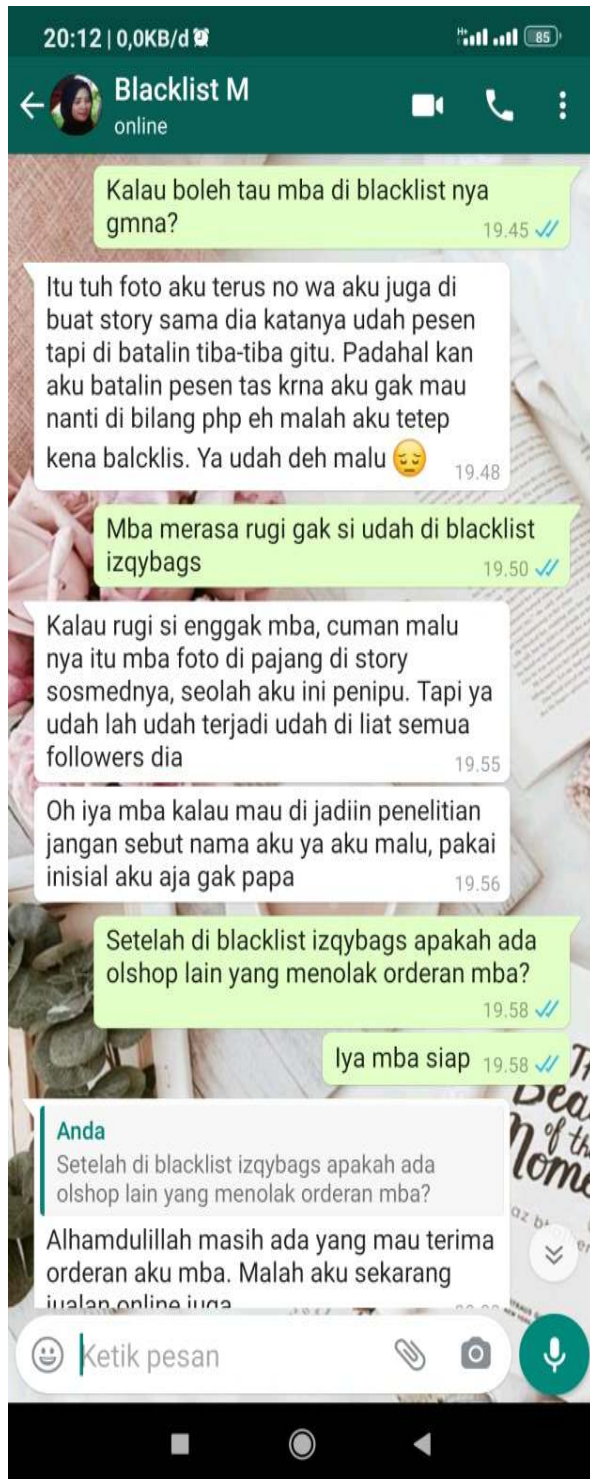 20:12 | 0,0KB/d
H+
85
Blacklist M
online
Kalau boleh tau mba di blacklist nya
gmna?
19.45
Itu tuh foto aku terus no wa aku juga di
buat story sama dia katanya udah pesen
tapi di batalin tiba-tiba gitu. Padahal kan
aku batalin pesen tas krna aku gak mau
nanti di bilang php eh malah aku tetep
kena balcklis. Ya udah deh malu 😔
19.48
Mba merasa rugi gak si udah di blacklist
izqybags
19.50
Kalau rugi si enggak mba, cuman malu
nya itu mba foto di pajang di story
sosmednya, seolah aku ini penipu. Tapi ya
udah lah udah terjadi udah di liat semua
followers dia
19.55
Oh iya mba kalau mau di jadiin penelitian
jangan sebut nama aku ya aku malu, pakai
inisial aku aja gak papa
19.56
Setelah di blacklist izqybags apakah ada
olshop lain yang menolak orderan mba?
19.58
Iya mba siap 19.58
of the
Anda
Setelah di blacklist izqybags apakah ada
olshop lain yang menolak orderan mba?
Alhamdulillah masih ada yang mau terima
orderan aku mba. Malah aku sekarang
jualan online juga
Ketik pesan